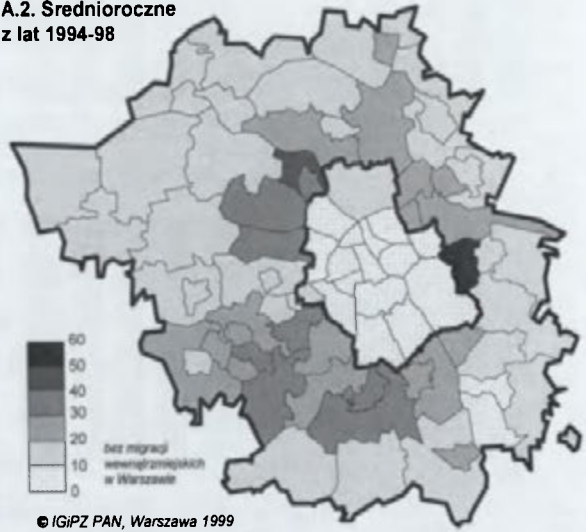 A.2. Średnioroczne
z lat 1994-98
60
50
40
30
20
10
0
bez migracji
wewnątrzmiejskich
w Warszawie
© IGiPZ PAN, Warszawa 1999